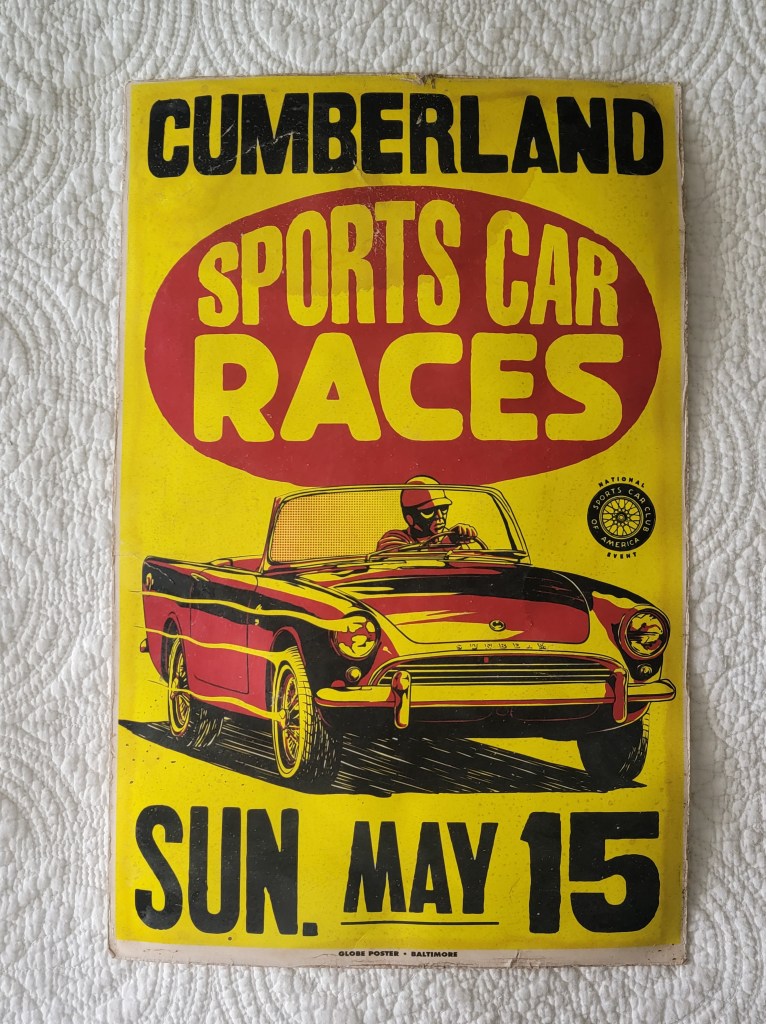 CUMBERLAND
SPORTS CAR
RACES
NATIONAL
SPORTS CAR CLUB
OF AMERICA
EVENT
SUN. MAY 15
GLOBE POSTER • BALTIMORE